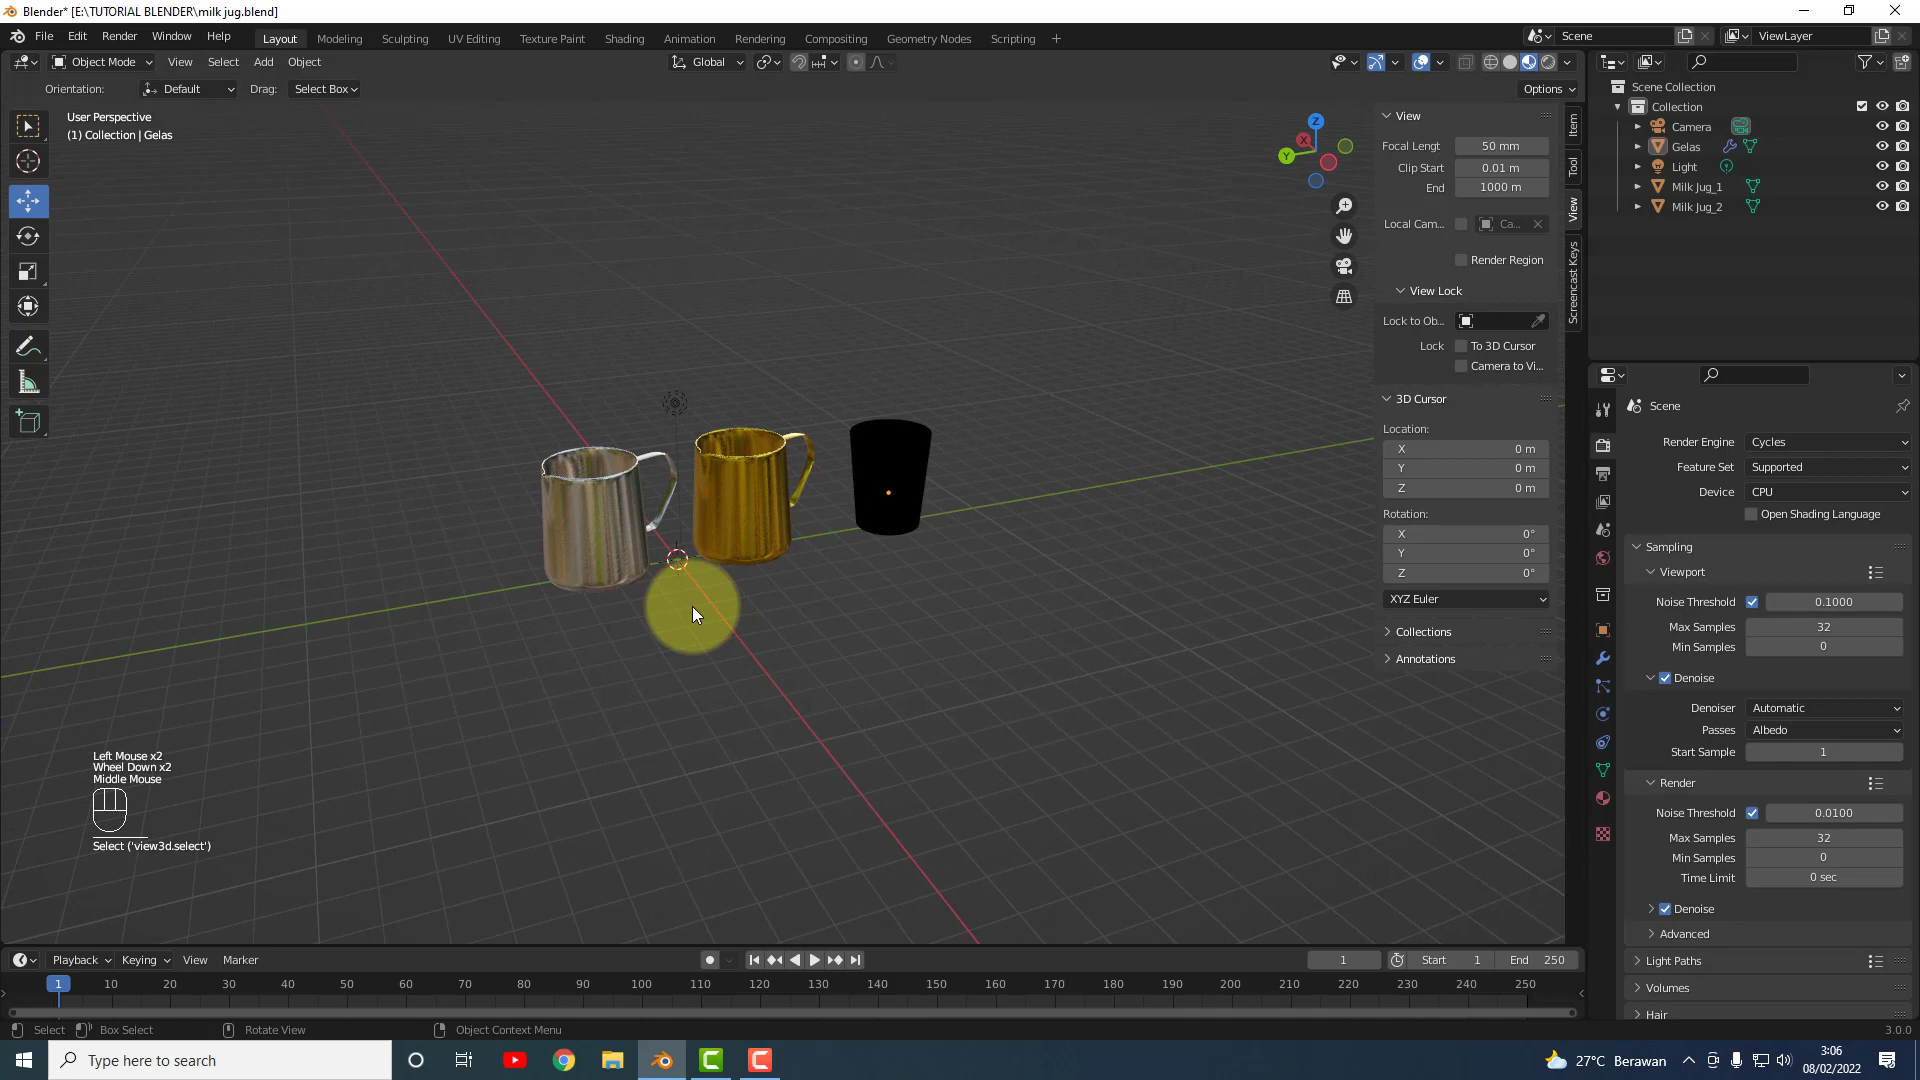 Blender* [E:\TUTORIAL BLENDER\milk jug.blend]
File Edit Render Window Help Layout Modeling Sculpting UV Editing Texture Paint Shading Animation Rendering Compositing Geometry Nodes Scripting + Scene ViewLayer
Object Mode View Select Add Object Global
Orientation: Default Drag: Select Box Options
User Perspective
(1) Collection | Gelas
Z
X
Y
View
Focal Lengt 50 mm
Clip Start 0.01 m
End 1000 m
Local Cam... Ca...
Render Region
View Lock
Lock to Ob...
Lock To 3D Cursor
Camera to Vi...
3D Cursor
Location:
X 0 m
Y 0 m
Z 0 m
Rotation:
X 0°
Y 0°
Z 0°
XYZ Euler
Collections
Annotations
Item
Tool
View
Screencast Keys
Scene Collection
Collection
Camera
Gelas
Light
Milk Jug_1
Milk Jug_2
Scene
Render Engine Cycles
Feature Set Supported
Device CPU
Open Shading Language
Sampling
Viewport
Noise Threshold 0.1000
Max Samples 32
Min Samples 0
Denoise
Denoiser Automatic
Passes Albedo
Start Sample 1
Render
Noise Threshold 0.0100
Max Samples 32
Min Samples 0
Time Limit 0 sec
Denoise
Advanced
Light Paths
Volumes
Hair
Left Mouse x2
Wheel Down x2
Middle Mouse
Select ('view3d.select')
Playback Keying View Marker 1 Start 1 End 250
1 10 20 30 40 50 60 70 80 90 100 110 120 130 140 150 160 170 180 190 200 210 220 230 240 250
Select Box Select Rotate View Object Context Menu 3.0.0
Type here to search 27°C Berawan 3:06
08/02/2022